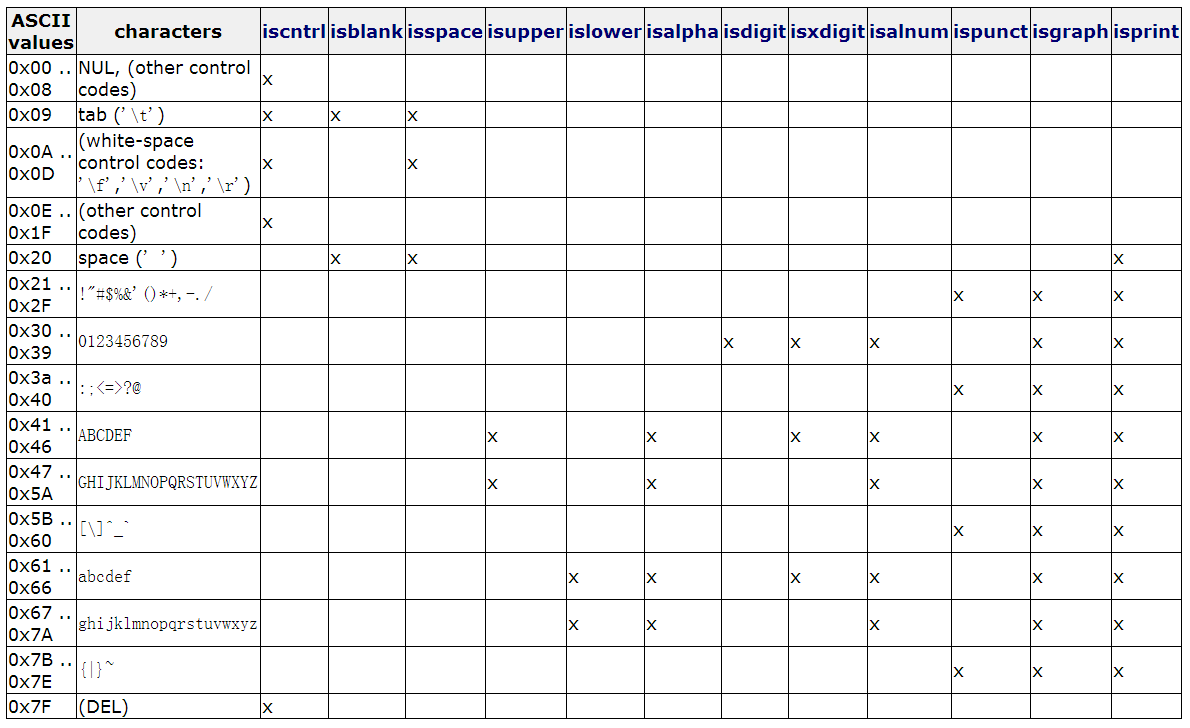 ASCII values characters iscntrl isblank isspace isupper islower isalpha isdigit isxdigit isalnum ispunct isgraph isprint
0x00 .. 0x08 NUL, (other control codes) x
0x09 tab ('\t') x x x
0x0A .. 0x0D (white-space control codes: '\f','\v','\n','\r') x x
0x0E .. 0x1F (other control codes) x
0x20 space (' ') x x x
0x21 .. 0x2F !"#$%&'()*+,-./ x x x
0x30 .. 0x39 0123456789 x x x x x
0x3a .. 0x40 :;<=>?@ x x x
0x41 .. 0x46 ABCDEF x x x x x x
0x47 .. 0x5A GHIJKLMNOPQRSTUVWXYZ x x x x x
0x5B .. 0x60 [\]^_` x x x
0x61 .. 0x66 abcdef x x x x x x
0x67 .. 0x7A ghijklmnopqrstuvwxyz x x x x x
0x7B .. 0x7E {|}~ x x x
0x7F (DEL) x